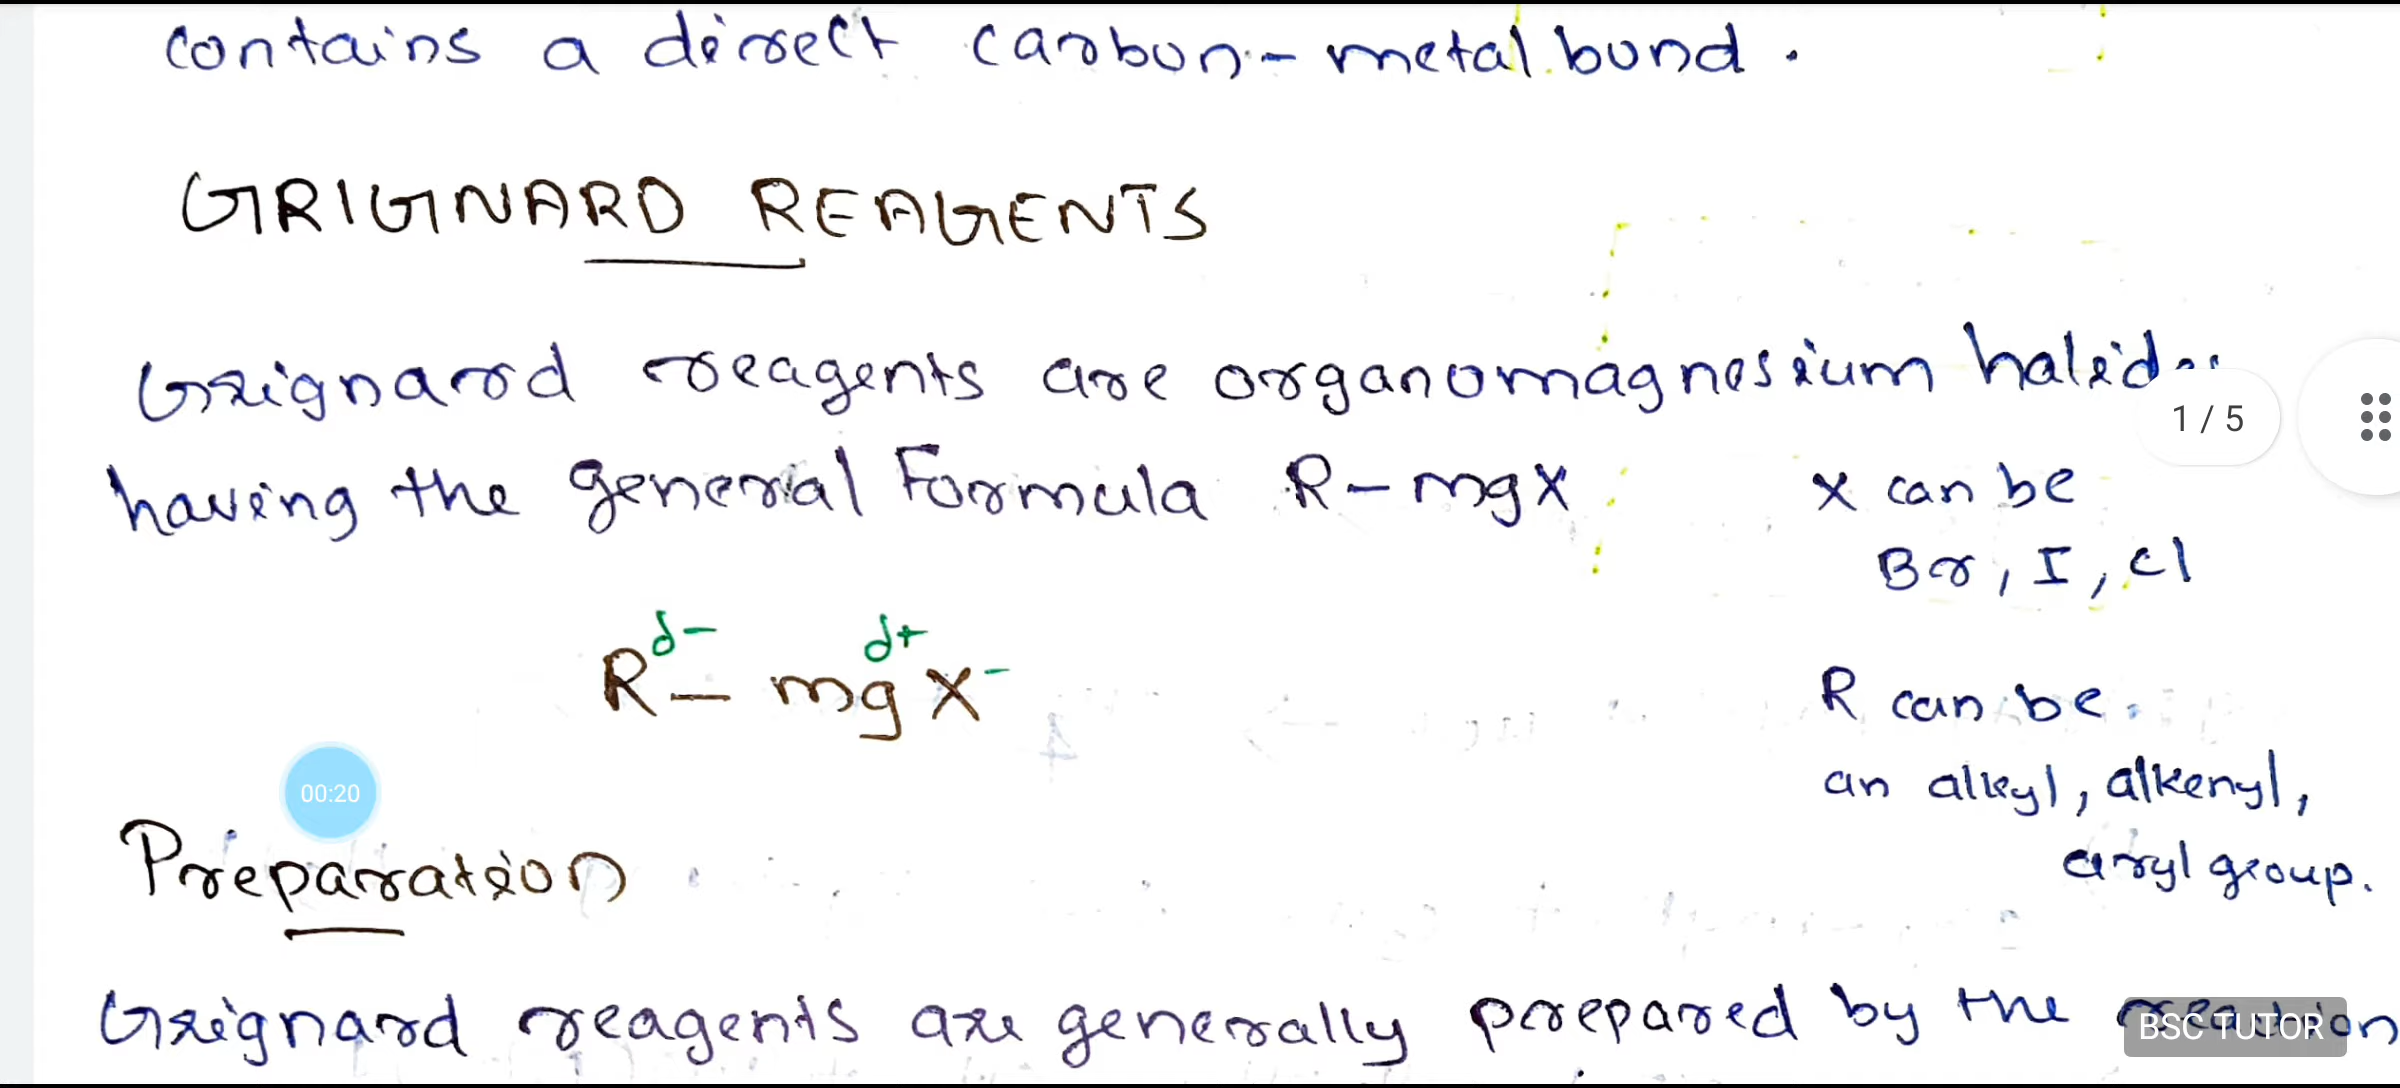 contains a direct carbon-metal bond.
GRIGNARD REAGENTS
Grignard reagents are organomagnesium
having the general Formula R-mgX
X can be
Br, I, Cl
1 / 5
R δ- - mg δ+ X-
R can be
an alkyl, alkenyl,
aryl group.
00:20
Preparation
Grignard reagents are generally prepared by the reaction
BSC TUTOR